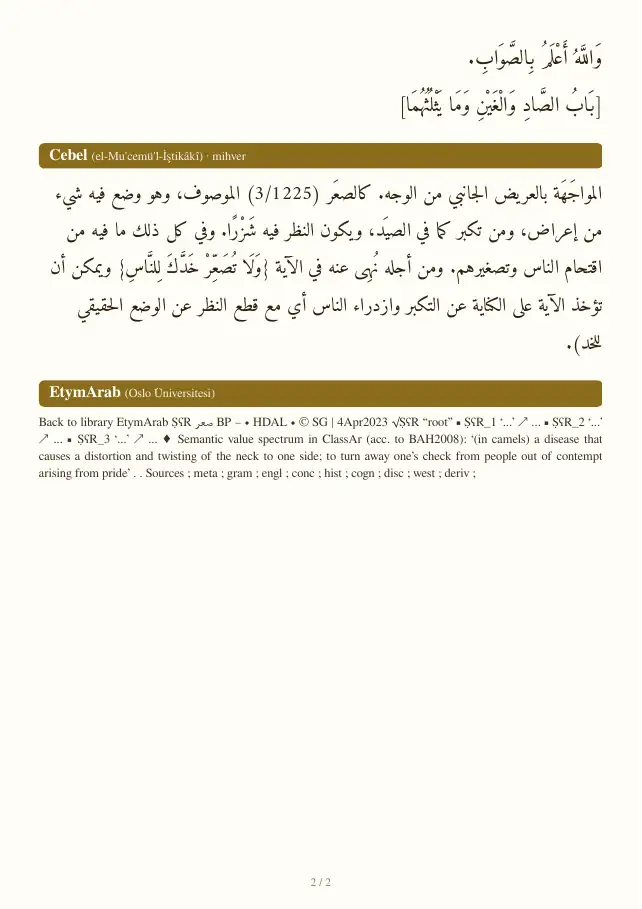 وَاللَّهُ أَعْلَمُ بِالصَّوَابِ.
[بَابُ الصَّادِ وَالْغَيْنِ وَمَا يَثْلُثُهُمَا]
Cebel (el-Mu'cemü'l-İştikâkî) · mihver
المواجَهَة بالعريض الجانبي من الوجه. كالصعَر (3/1225) الموصوف، وهو وضع فيه شيء
من إعراض، ومن تكبر كما في الصيَد، ويكون النظر فيه شَزْرًا. وفي كل ذلك ما فيه من
اقتحام الناس وتصغيرهم. ومن أجله نُهِى عنه في الآية {وَلَا تُصَعِّرْ خَدَّكَ لِلنَّاسِ} ويمكن أن
تؤخذ الآية على الكناية عن التكبر وازدراء الناس أي مع قطع النظر عن الوضع الحقيقي
للخد).
EtymArab (Oslo Üniversitesi)
Back to library EtymArab ṢʕR صعر BP – • HDAL • © SG | 4Apr2023 √ṢʕR “root” ▪ ṢʕR_1 ‘...’ ↗ ... ▪ ṢʕR_2 ‘...’
↗ ... ▪ ṢʕR_3 ‘...’ ↗ ... ♦ Semantic value spectrum in ClassAr (acc. to BAH2008): ‘(in camels) a disease that
causes a distortion and twisting of the neck to one side; to turn away one’s check from people out of contempt
arising from pride’ . . Sources ; meta ; gram ; engl ; conc ; hist ; cogn ; disc ; west ; deriv ;
2 / 2